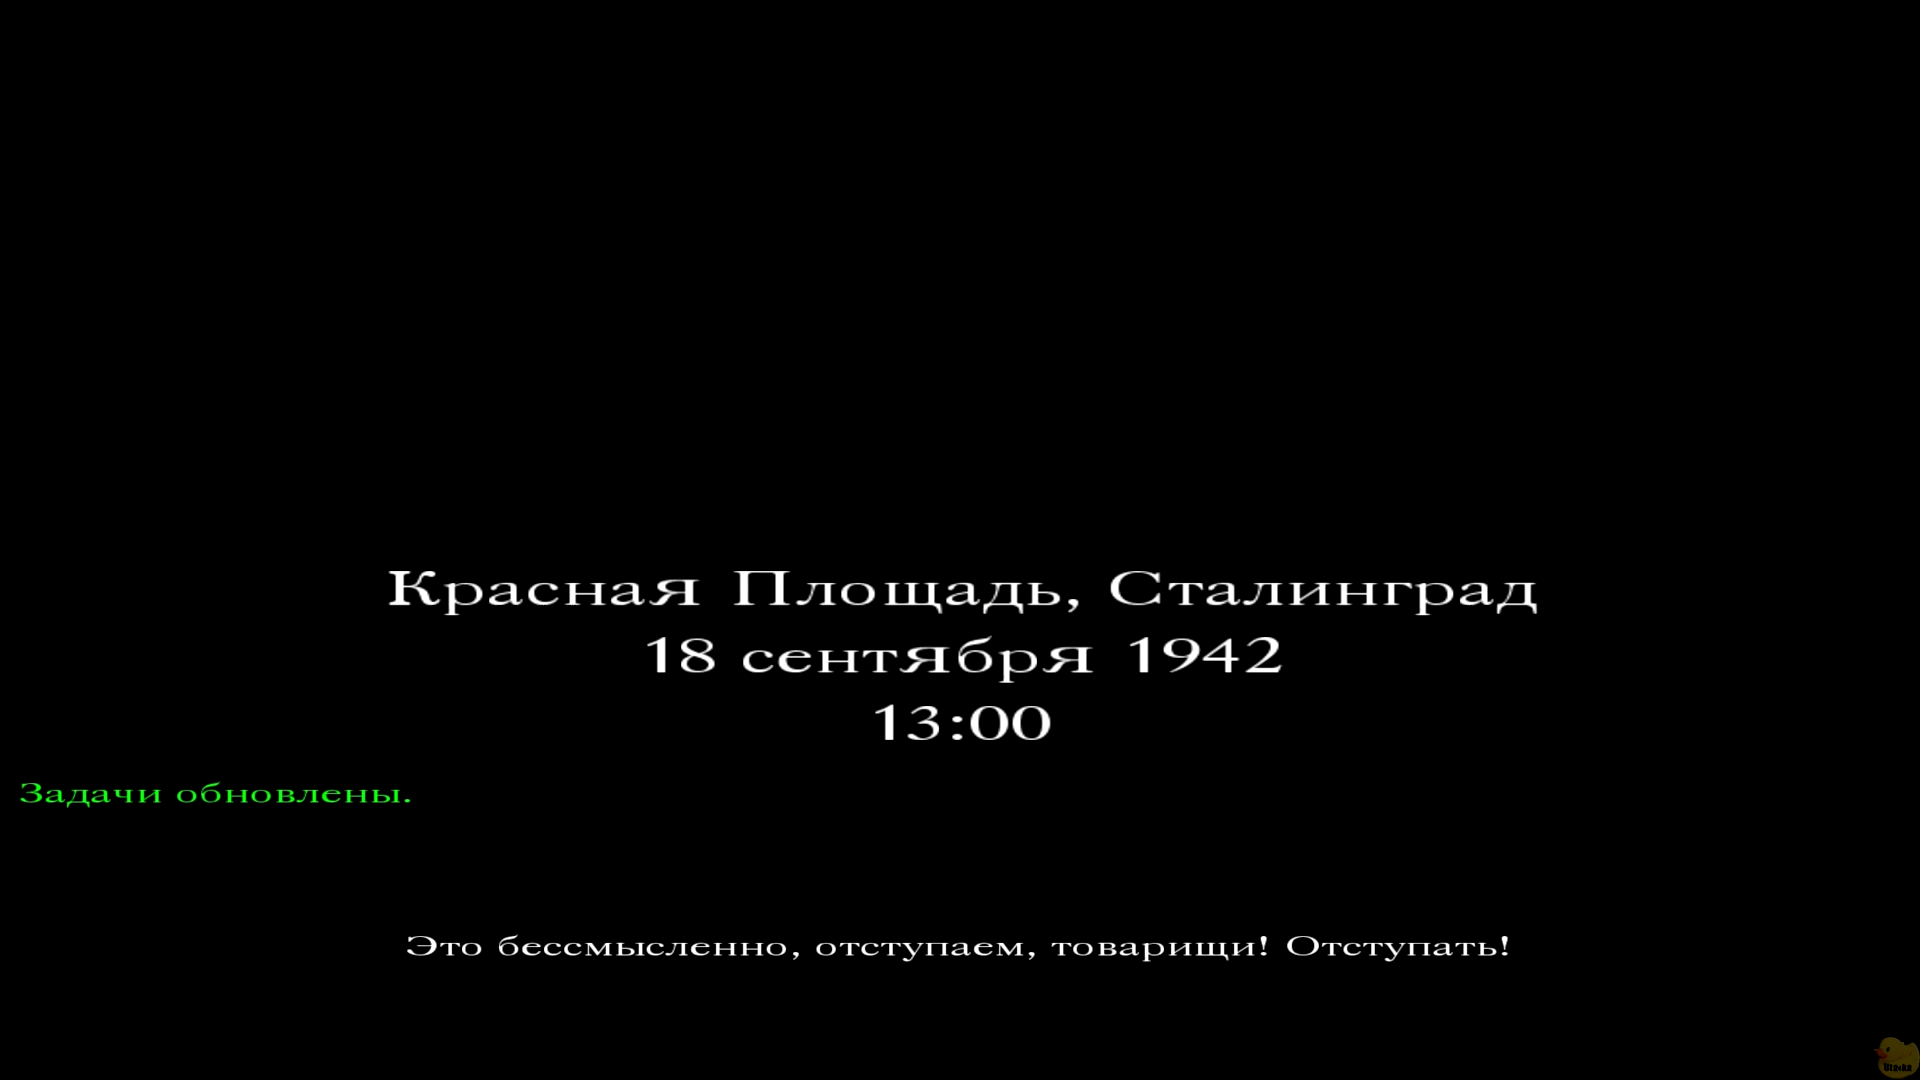 Красная Площадь, Сталинград
18 сентября 1942
13:00
Задачи обновлены.
Это бессмысленно, отступаем, товарищи! Отступать!